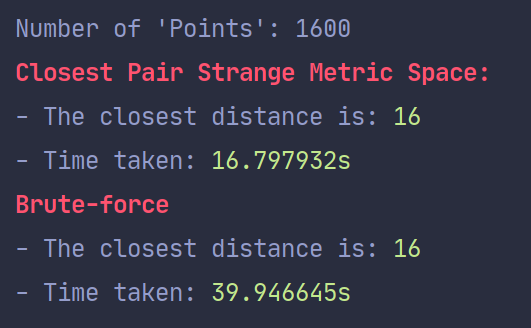 Number of 'Points': 1600
Closest Pair Strange Metric Space:
- The closest distance is: 16
- Time taken: 16.797932s
Brute-force
- The closest distance is: 16
- Time taken: 39.946645s